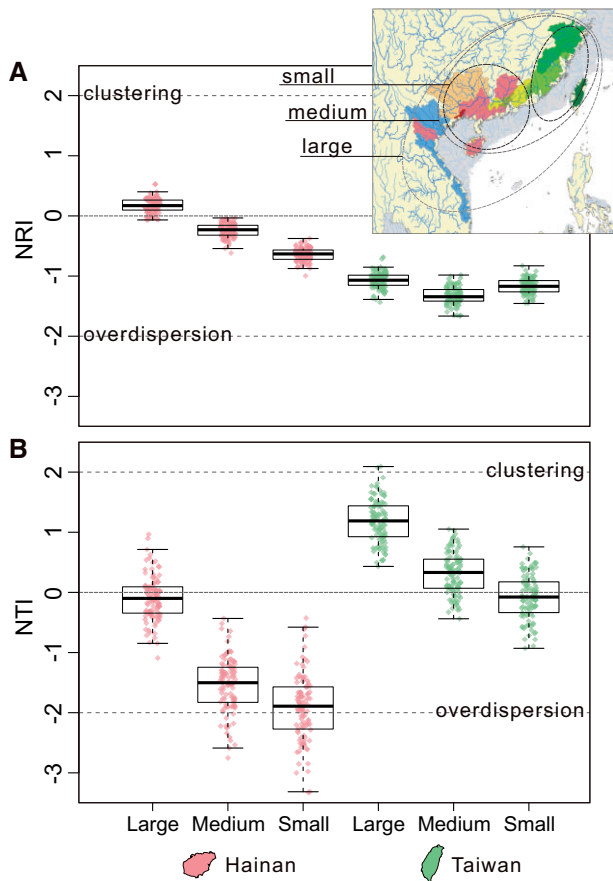 A
small
medium
large
clustering
2
1
0
-1
-2
-3
NRI
overdispersion
B
clustering
2
1
0
-1
-2
-3
NTI
overdispersion
Large Medium Small Large Medium Small
Hainan Taiwan